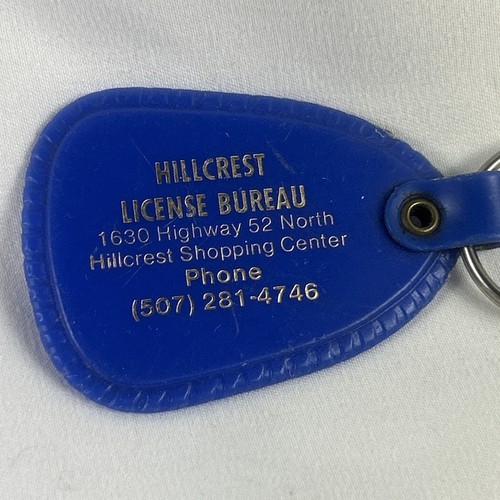 HILLCREST
LICENSE BUREAU
1630 Highway 52 North
Hillcrest Shopping Center
Phone
(507) 281-4746